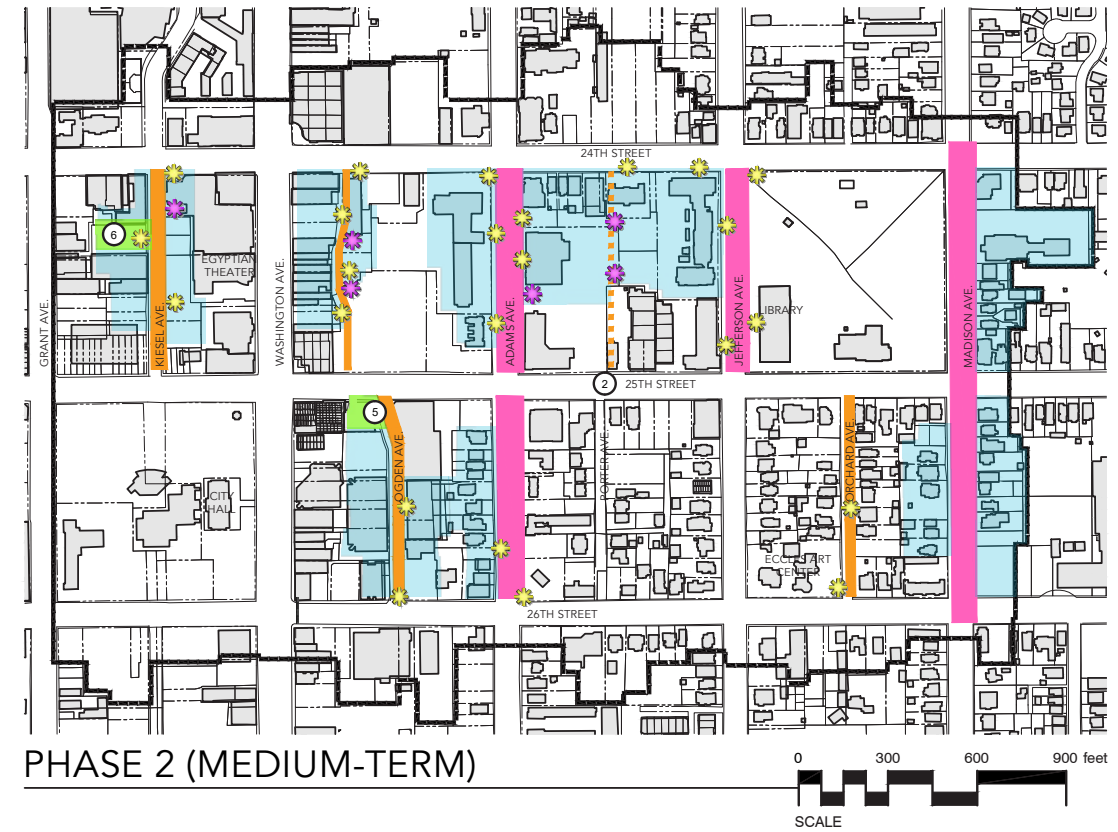 24TH STREET
6
EGYPTIAN
THEATER
GRANT AVE.
KIESEL AVE.
WASHINGTON AVE.
ADAMS AVE.
JEFFERSON AVE.
LIBRARY
MADISON AVE.
2
25TH STREET
5
OGDEN AVE.
PORTER AVE.
ORCHARD AVE.
CITY
HALL
ECCLES ART
CENTER
26TH STREET
PHASE 2 (MEDIUM-TERM)
0 300 600 900 feet
SCALE